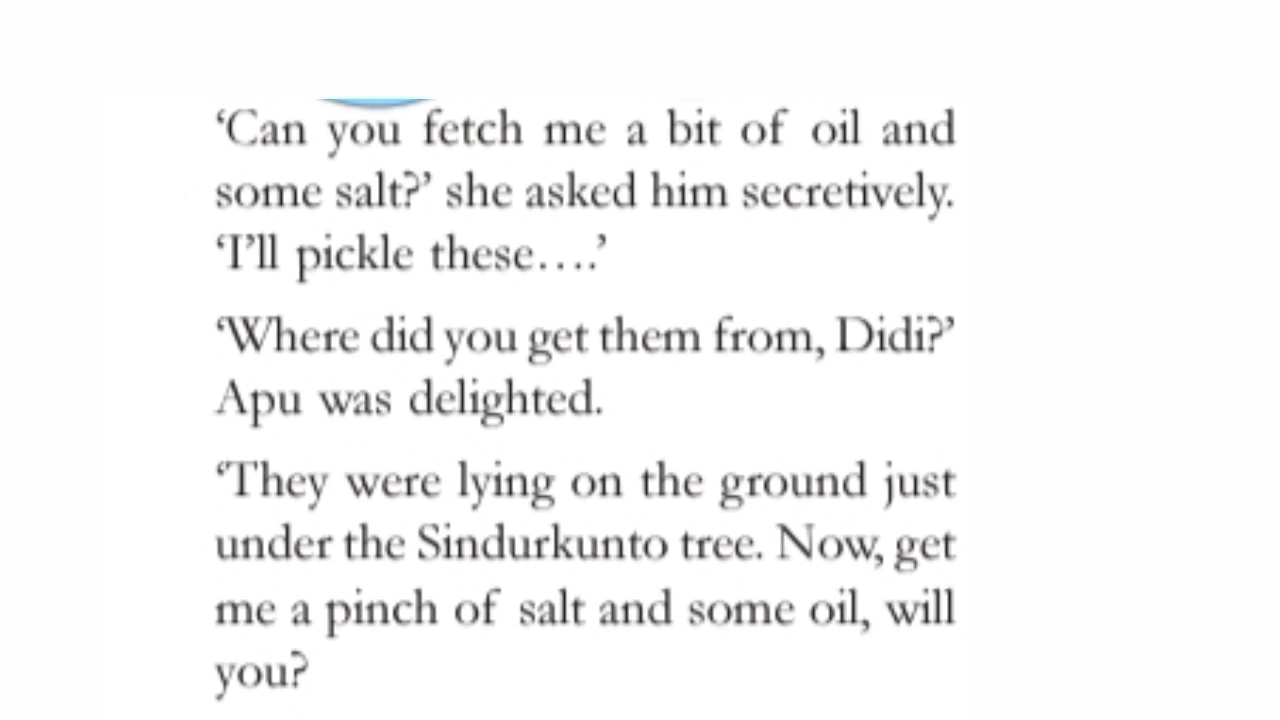 ‘Can you fetch me a bit of oil and
some salt?’ she asked him secretively.
‘I’ll pickle these….’
‘Where did you get them from, Didi?’
Apu was delighted.
‘They were lying on the ground just
under the Sindurkunto tree. Now, get
me a pinch of salt and some oil, will
you?